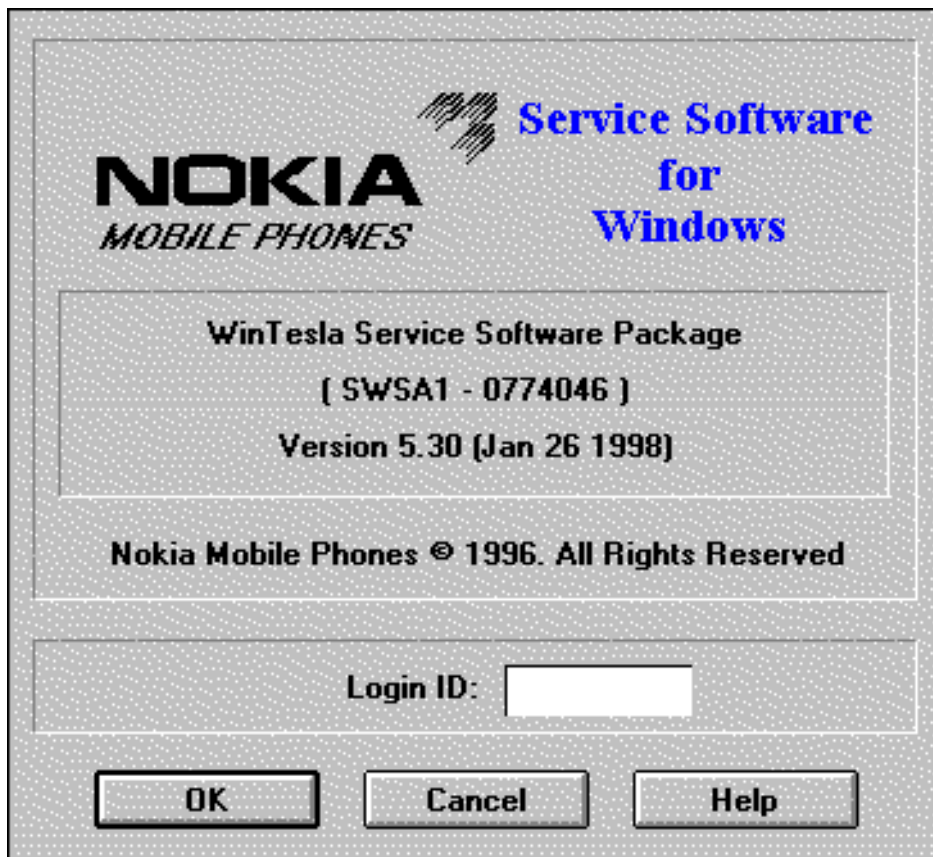 NOKIA
MOBILE PHONES
Service Software
for
Windows
WinTesla Service Software Package
( SWSA1 - 0774046 )
Version 5.30 (Jan 26 1998)
Nokia Mobile Phones © 1996. All Rights Reserved
Login ID:
OK Cancel Help